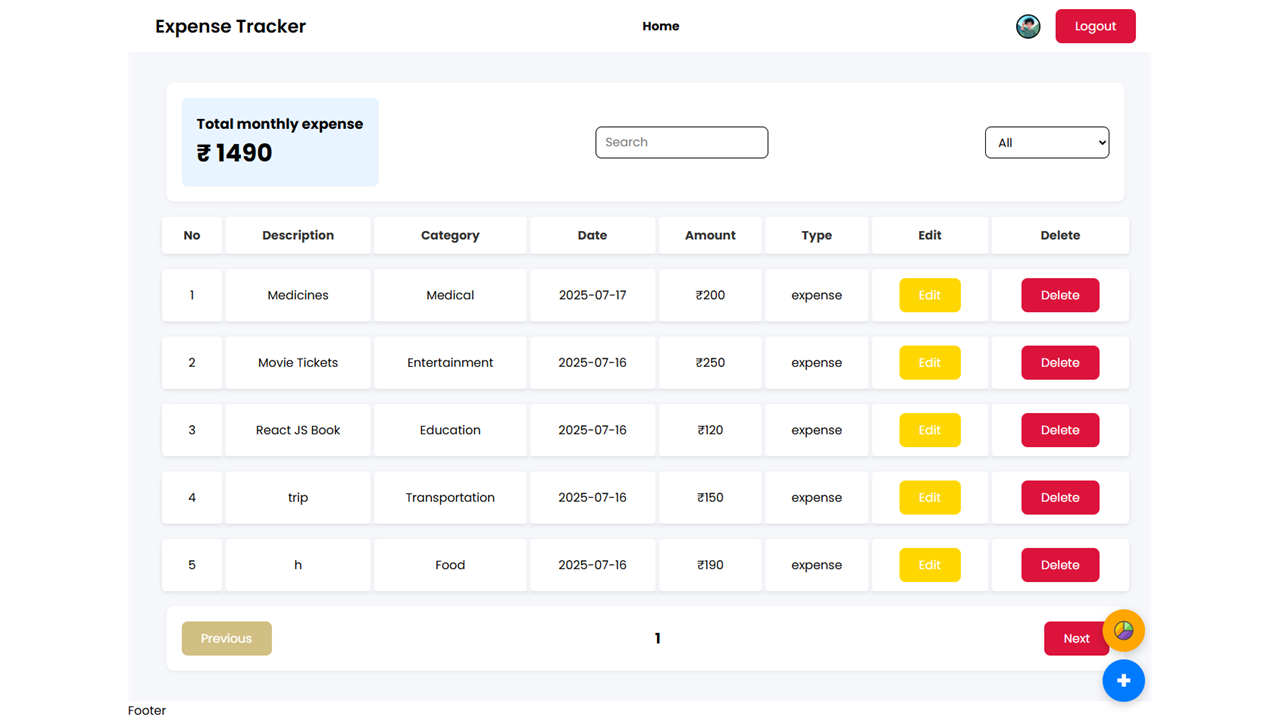 Expense Tracker Home Logout
Total monthly expense
₹ 1490
Search
All
No Description Category Date Amount Type Edit Delete
1 Medicines Medical 2025-07-17 ₹200 expense Edit Delete
2 Movie Tickets Entertainment 2025-07-16 ₹250 expense Edit Delete
3 React JS Book Education 2025-07-16 ₹120 expense Edit Delete
4 trip Transportation 2025-07-16 ₹150 expense Edit Delete
5 h Food 2025-07-16 ₹190 expense Edit Delete
Previous 1 Next
Footer